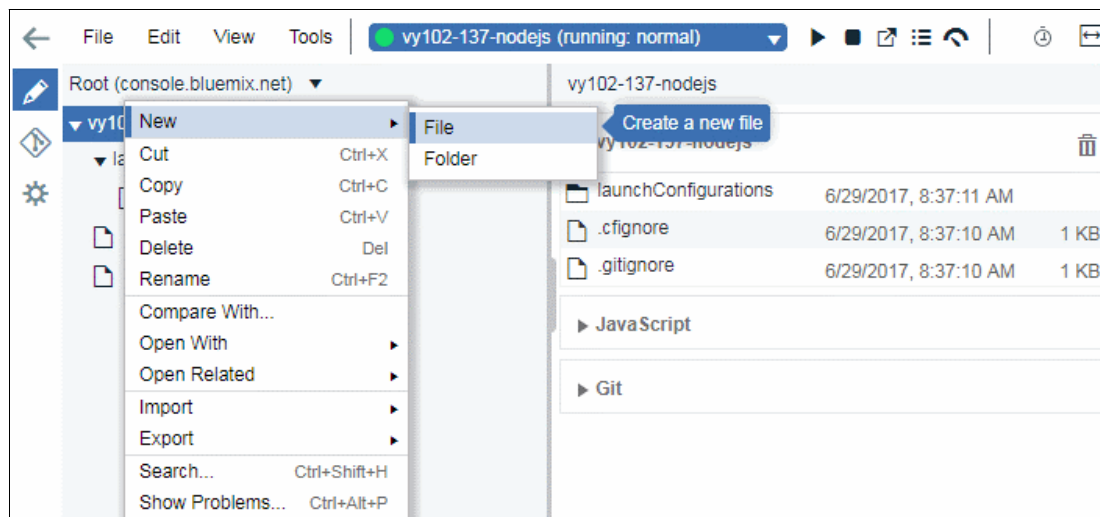 File Edit View Tools vy102-137-nodejs (running: normal)
Root (console.bluemix.net) vy102-137-nodejs
New File Create a new file
vy102-137-nodejs
Cut Ctrl+X Folder
Copy Ctrl+C launchConfigurations 6/29/2017, 8:37:11 AM
Paste Ctrl+V .cfignore 6/29/2017, 8:37:10 AM 1 KB
Delete Del
Rename Ctrl+F2 .gitignore 6/29/2017, 8:37:10 AM 1 KB
Compare With...
Open With JavaScript
Open Related Git
Import
Export
Search... Ctrl+Shift+H
Show Problems... Ctrl+Alt+P